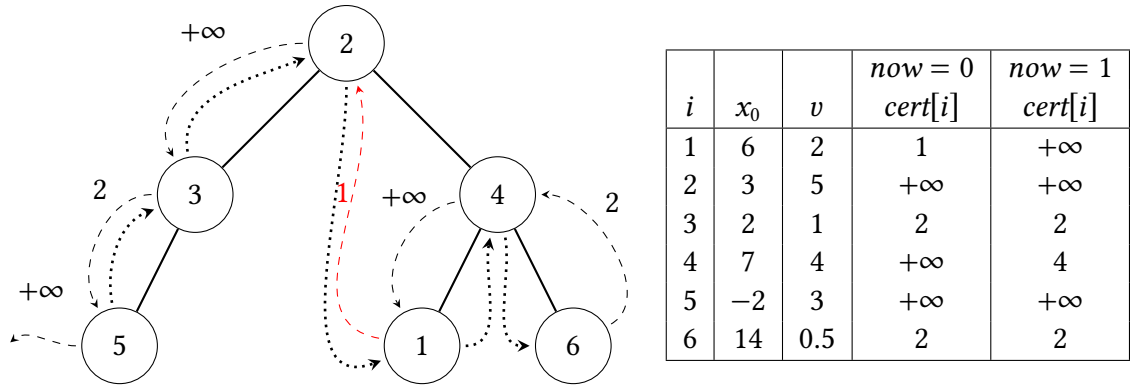 +∞
2
3
2
1
+∞
4
2
+∞
5
1
6
now = 0 now = 1
i x₀ v cert[i] cert[i]
1 6 2 1 +∞
2 3 5 +∞ +∞
3 2 1 2 2
4 7 4 +∞ 4
5 −2 3 +∞ +∞
6 14 0.5 2 2